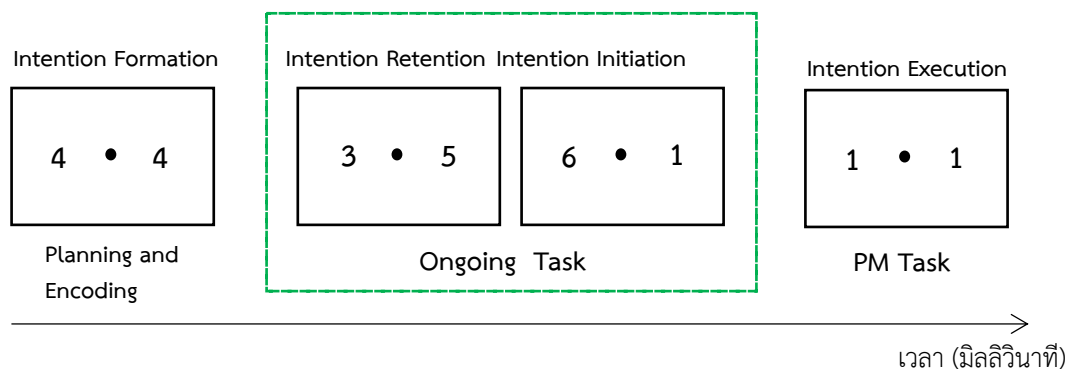 Intention Formation
Intention Retention Intention Initiation
Intention Execution
4 • 4
3 • 5
6 • 1
1 • 1
Planning and
Encoding
Ongoing Task
PM Task
เวลา (มิลลิวินาที)